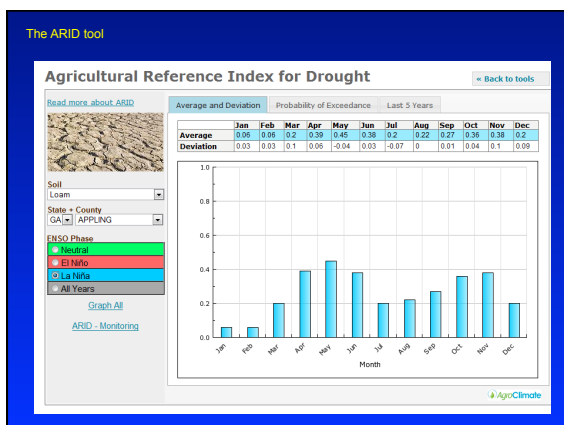 The ARID tool
Agricultural Reference Index for Drought
« Back to tools
Read more about ARID
Average and Deviation Probability of Exceedance Last 5 Years
Jan Feb Mar Apr May Jun Jul Aug Sep Oct Nov Dec
Average 0.06 0.06 0.2 0.39 0.45 0.38 0.2 0.22 0.27 0.36 0.38 0.2
Deviation 0.03 0.03 0.1 0.06 -0.04 0.03 -0.07 0 0.01 0.04 0.1 0.09
Soil
Loam
State + County
GA APPLING
ENSO Phase
Neutral
El Niño
La Niña
All Years
Graph All
ARID - Monitoring
1.0
0.8
0.6
0.4
0.2
0.0
Jan Feb Mar Apr May Jun Jul Aug Sep Oct Nov Dec
Month
AgroClimate